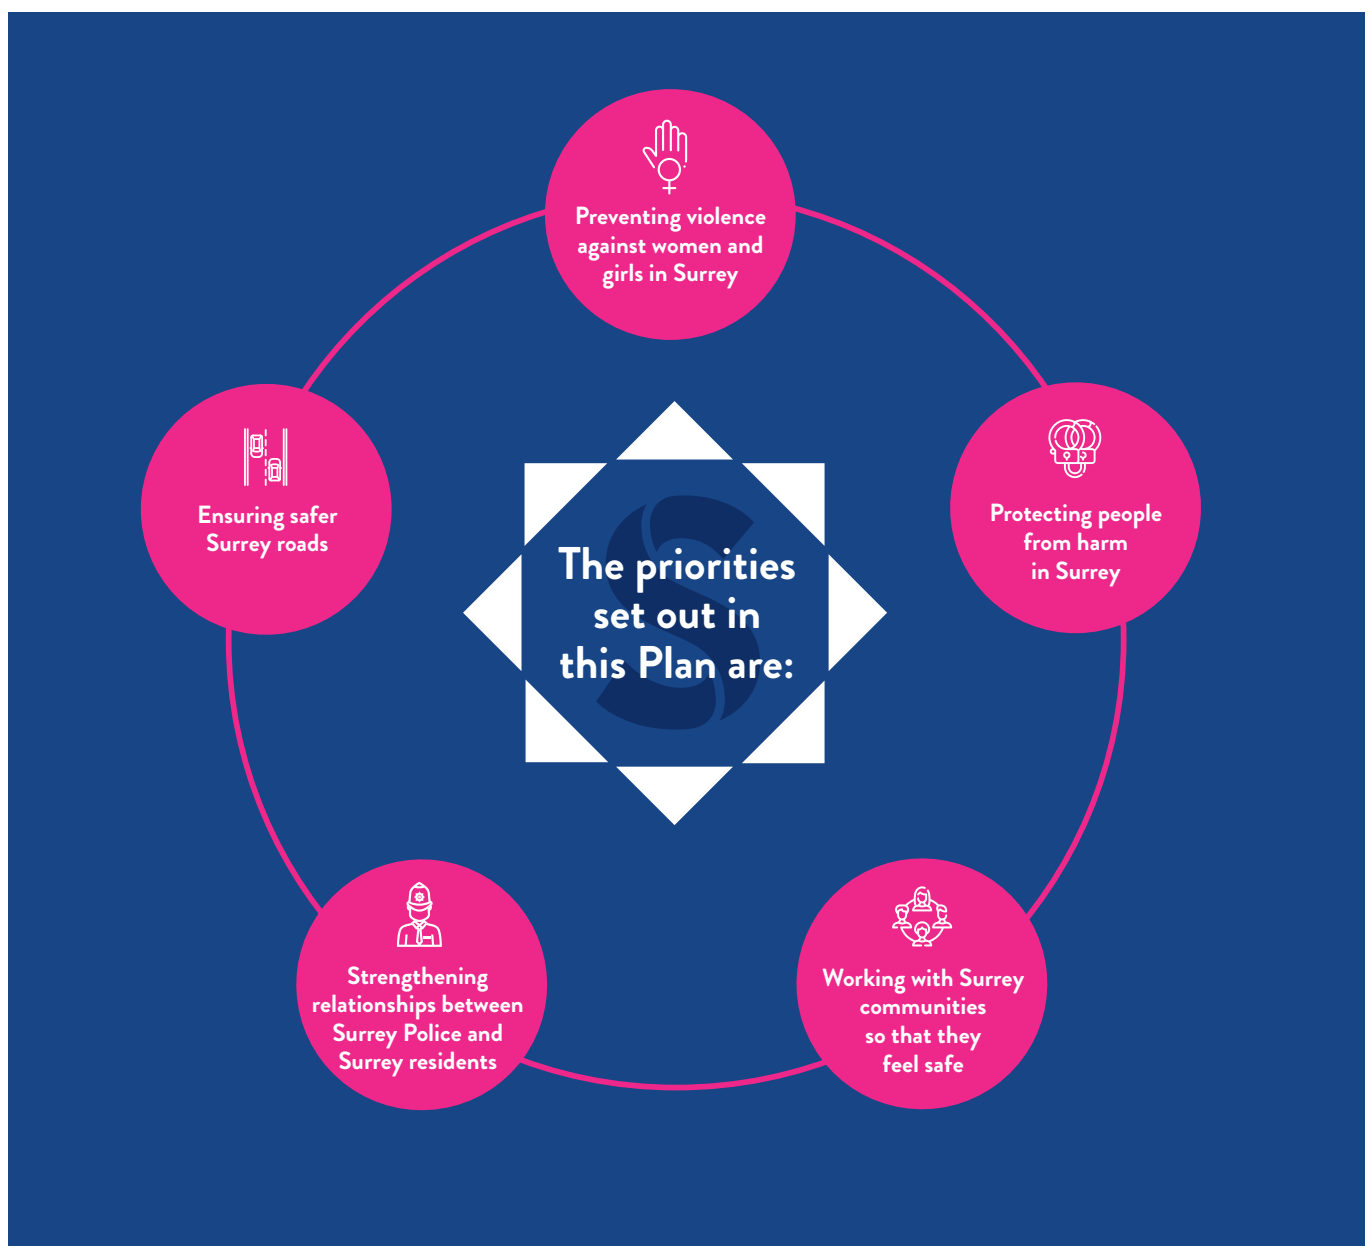 Preventing violence
against women and
girls in Surrey
Ensuring safer
Surrey roads
Protecting people
from harm
in Surrey
The priorities
set out in
this Plan are:
Strengthening
relationships between
Surrey Police and
Surrey residents
Working with Surrey
communities
so that they
feel safe